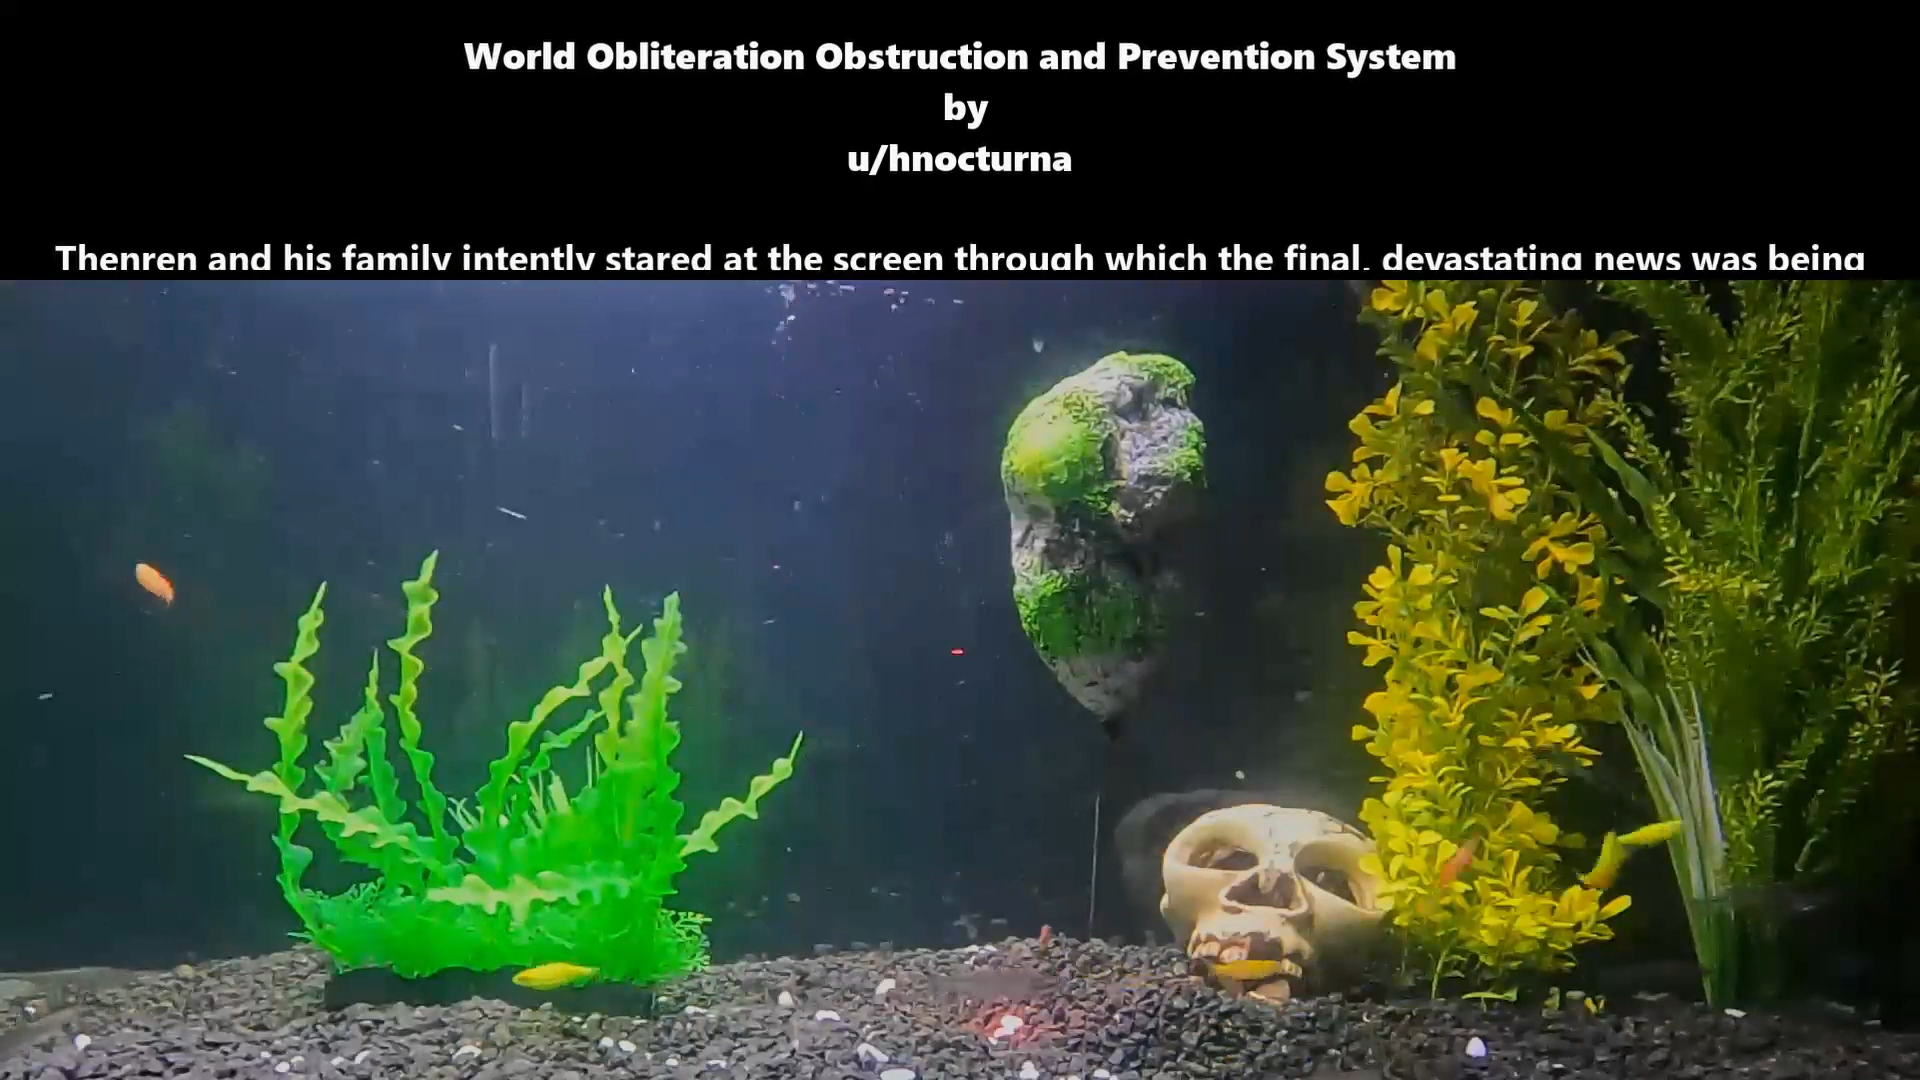 World Obliteration Obstruction and Prevention System
by
u/hnocturna
Thenren and his family intently stared at the screen through which the final, devastating news was being